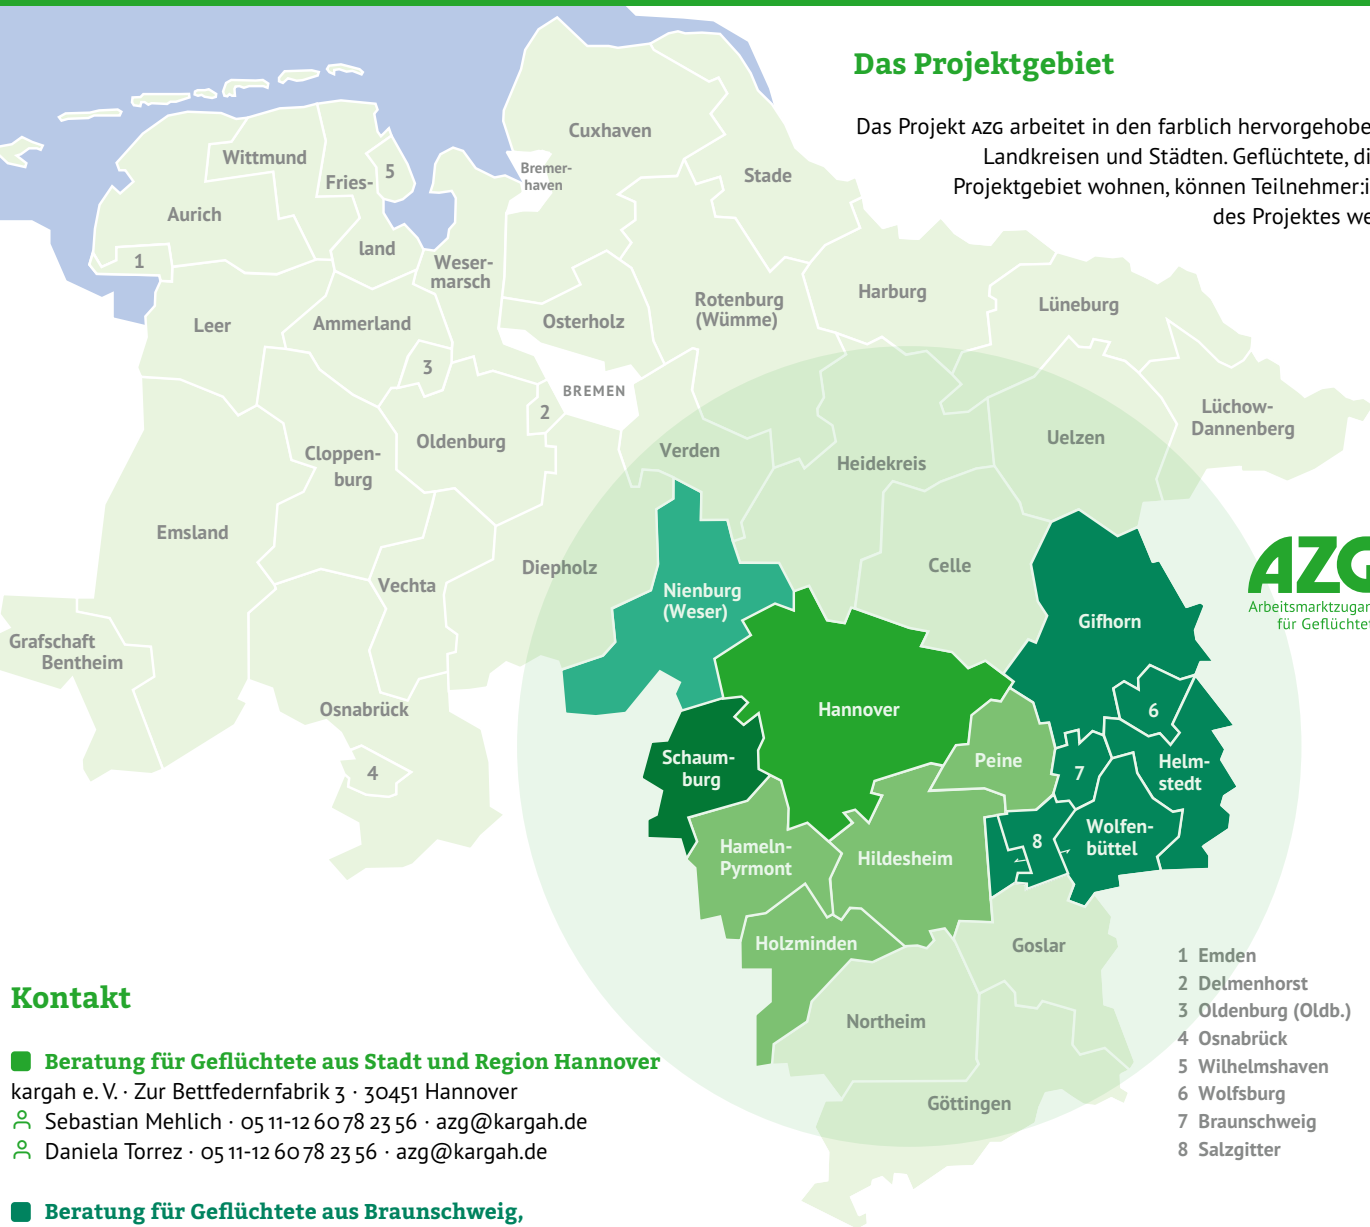 Das Projektgebiet
Das Projekt AZG arbeitet in den farblich hervorgehobe
Landkreisen und Städten. Geflüchtete, di
Projektgebiet wohnen, können Teilnehmer:i
des Projektes we
Cuxhaven
Bremer-
haven
Stade
Wittmund
Fries-
land
5
Aurich
1
Weser-
marsch
Leer
Ammerland
Osterholz
Rotenburg
(Wümme)
Harburg
Lüneburg
3
BREMEN
2
Oldenburg
Cloppen-
burg
Verden
Heidekreis
Uelzen
Lüchow-
Dannenberg
Emsland
Vechta
Diepholz
Celle
Nienburg
(Weser)
Gifhorn
AZG
Arbeitsmarktzugan
für Geflüchtet
Grafschaft
Bentheim
Osnabrück
4
Hannover
6
Schaum-
burg
Peine
7
Helm-
stedt
Hameln-
Pyrmont
Hildesheim
8
Wolfen-
büttel
Holzminden
Goslar
Northeim
Göttingen
1 Emden
2 Delmenhorst
3 Oldenburg (Oldb.)
4 Osnabrück
5 Wilhelmshaven
6 Wolfsburg
7 Braunschweig
8 Salzgitter
Kontakt
Beratung für Geflüchtete aus Stadt und Region Hannover
kargah e. V. · Zur Bettfedernfabrik 3 · 30451 Hannover
Sebastian Mehlich · 05 11-12 60 78 23 56 · azg@kargah.de
Daniela Torrez · 05 11-12 60 78 23 56 · azg@kargah.de
Beratung für Geflüchtete aus Braunschweig,